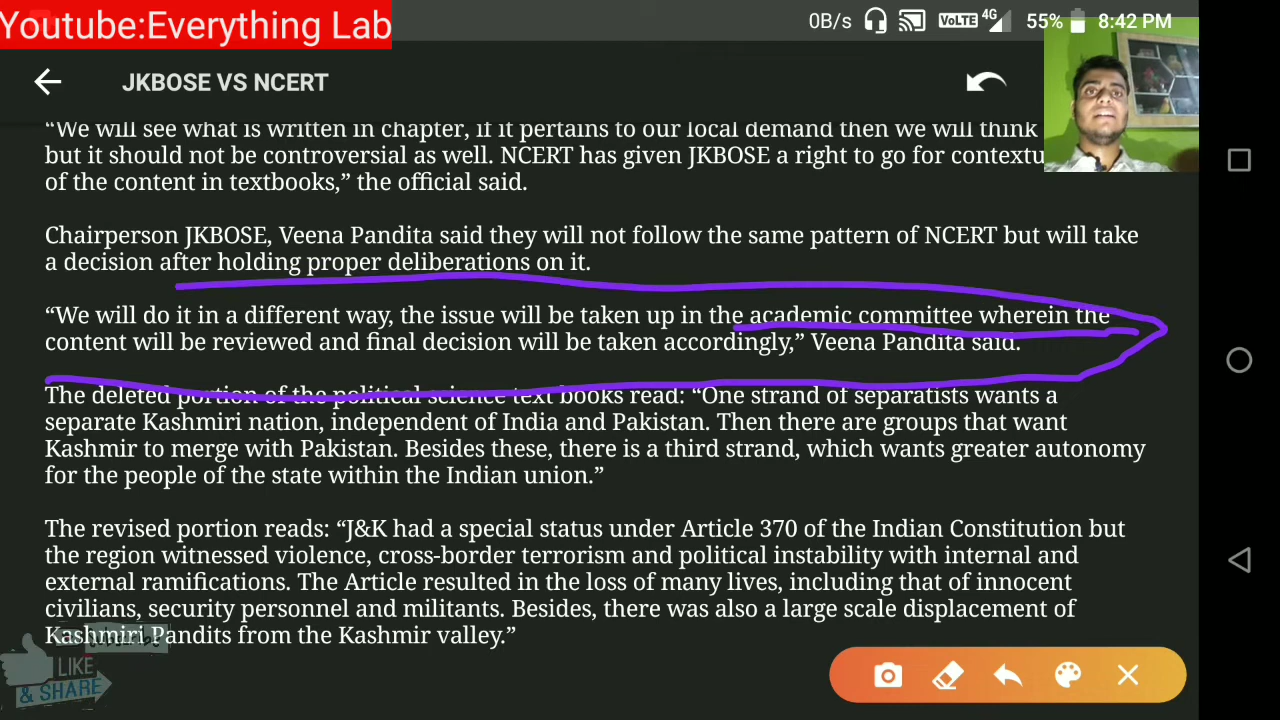 Youtube:Everything Lab
0B/s VoLTE 4G 55% 8:42 PM
JKBOSE VS NCERT
“We will see what is written in chapter, if it pertains to our local demand then we will think
but it should not be controversial as well. NCERT has given JKBOSE a right to go for contextu
of the content in textbooks,” the official said.
Chairperson JKBOSE, Veena Pandita said they will not follow the same pattern of NCERT but will take
a decision after holding proper deliberations on it.
“We will do it in a different way, the issue will be taken up in the academic committee wherein the
content will be reviewed and final decision will be taken accordingly,” Veena Pandita said.
The deleted portion of the political science text books read: “One strand of separatists wants a
separate Kashmiri nation, independent of India and Pakistan. Then there are groups that want
Kashmir to merge with Pakistan. Besides these, there is a third strand, which wants greater autonomy
for the people of the state within the Indian union.”
The revised portion reads: “J&K had a special status under Article 370 of the Indian Constitution but
the region witnessed violence, cross-border terrorism and political instability with internal and
external ramifications. The Article resulted in the loss of many lives, including that of innocent
civilians, security personnel and militants. Besides, there was also a large scale displacement of
Kashmiri Pandits from the Kashmir valley.”
LIKE
& SHARE